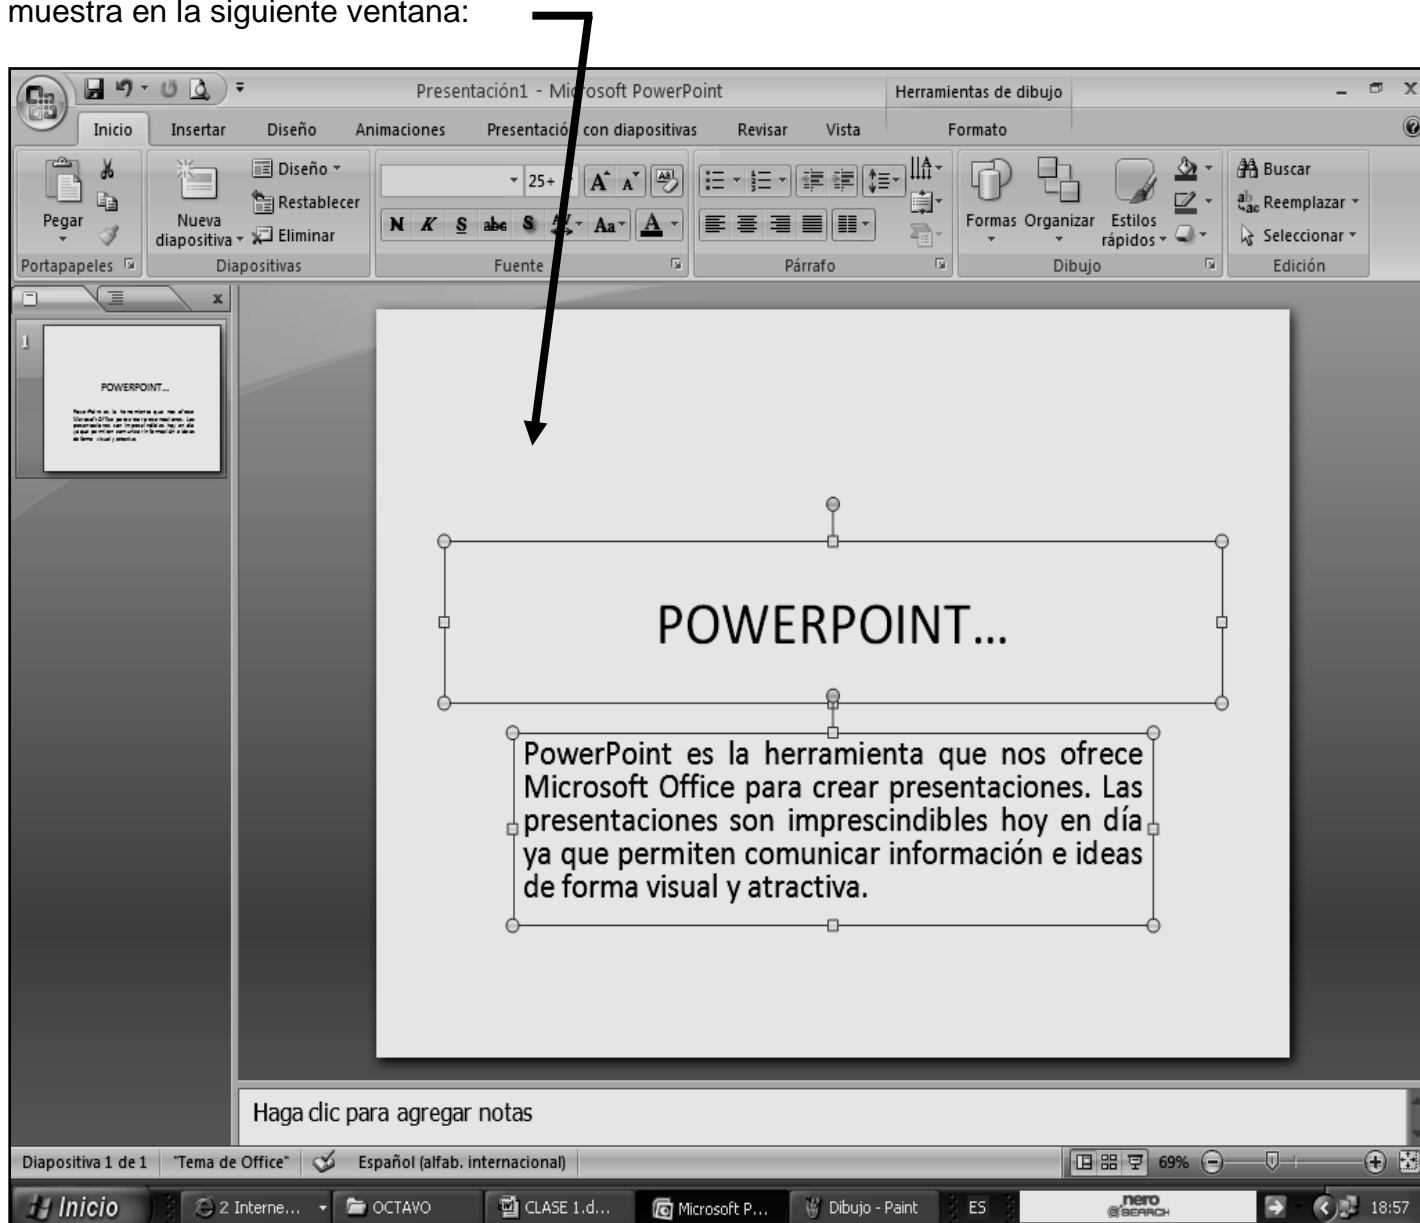 muestra en la siguiente ventana:
Presentación1 - Microsoft PowerPoint
Herramientas de dibujo
Inicio
Insertar
Diseño
Animaciones
Presentación con diapositivas
Revisar
Vista
Formato
Pegar
Nueva
diapositiva
Diseño
Restablecer
Eliminar
25+
A A Aa
N K S abc S AV Aa A
Formas
Organizar
Estilos
rápidos
Buscar
Reemplazar
Seleccionar
Portapapeles
Diapositivas
Fuente
Párrafo
Dibujo
Edición
1
POWERPOINT...
POWERPOINT...
PowerPoint es la herramienta que nos ofrece
Microsoft Office para crear presentaciones. Las
presentaciones son imprescindibles hoy en día
ya que permiten comunicar información e ideas
de forma visual y atractiva.
Haga clic para agregar notas
Diapositiva 1 de 1
"Tema de Office"
Español (alfab. internacional)
69%
Inicio
2 Interne...
OCTAVO
CLASE 1.d...
Microsoft P...
Dibujo - Paint
ES
nero
SEARCH
18:57